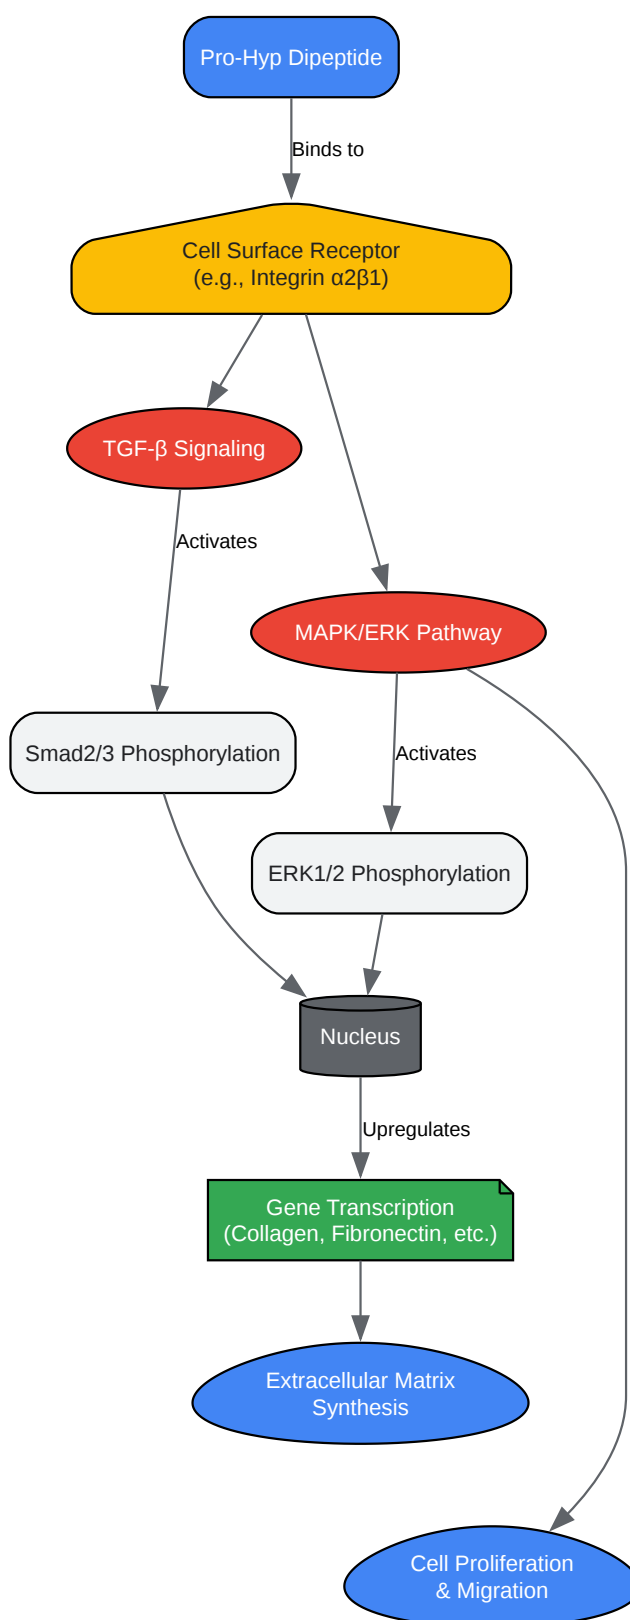 Pro-Hyp Dipeptide
Binds to
Cell Surface Receptor
(e.g., Integrin α2β1)
TGF-β Signaling
Activates
MAPK/ERK Pathway
Smad2/3 Phosphorylation
Activates
ERK1/2 Phosphorylation
Nucleus
Upregulates
Gene Transcription
(Collagen, Fibronectin, etc.)
Extracellular Matrix
Synthesis
Cell Proliferation
& Migration